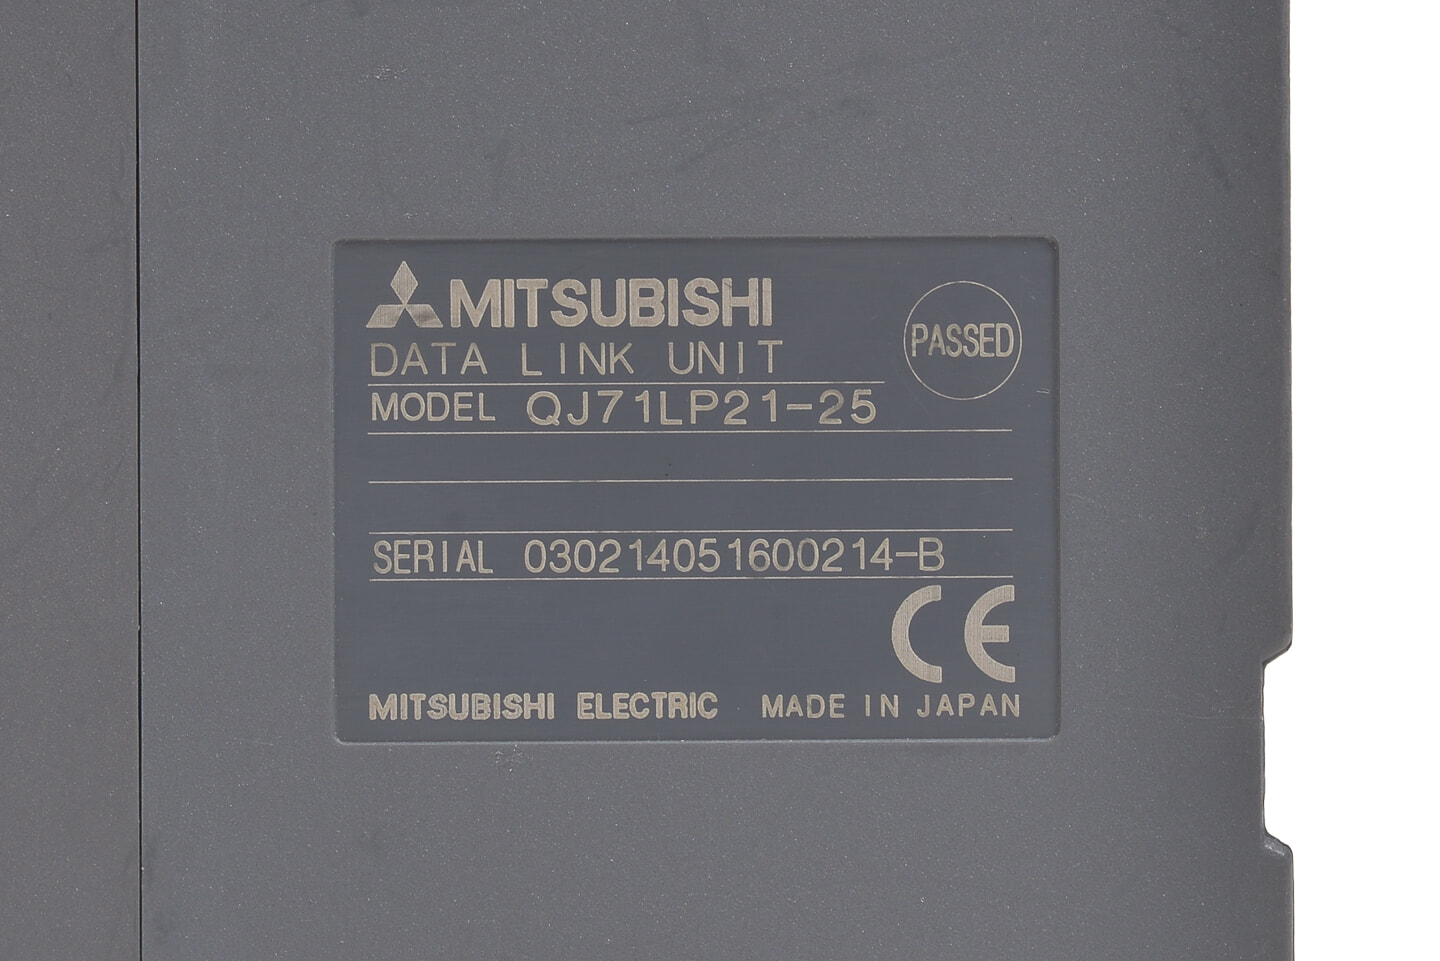 MITSUBISHI
PASSED
DATA LINK UNIT
MODEL QJ71LP21-25
SERIAL 030214051600214-B
CE
MITSUBISHI ELECTRIC MADE IN JAPAN